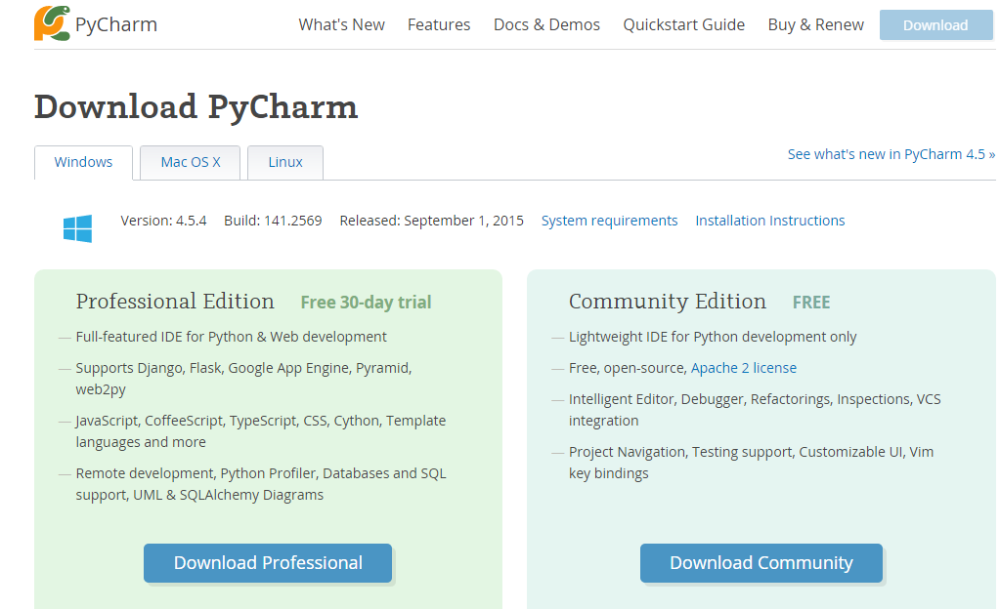 PyCharm What's New Features Docs & Demos Quickstart Guide Buy & Renew Download
Download PyCharm
Windows Mac OS X Linux See what's new in PyCharm 4.5 »
Version: 4.5.4 Build: 141.2569 Released: September 1, 2015 System requirements Installation Instructions
Professional Edition Free 30-day trial
— Full-featured IDE for Python & Web development
— Supports Django, Flask, Google App Engine, Pyramid,
web2py
— JavaScript, CoffeeScript, TypeScript, CSS, Cython, Template
languages and more
— Remote development, Python Profiler, Databases and SQL
support, UML & SQLAlchemy Diagrams
Download Professional
Community Edition FREE
— Lightweight IDE for Python development only
— Free, open-source, Apache 2 license
— Intelligent Editor, Debugger, Refactorings, Inspections, VCS
integration
— Project Navigation, Testing support, Customizable UI, Vim
key bindings
Download Community